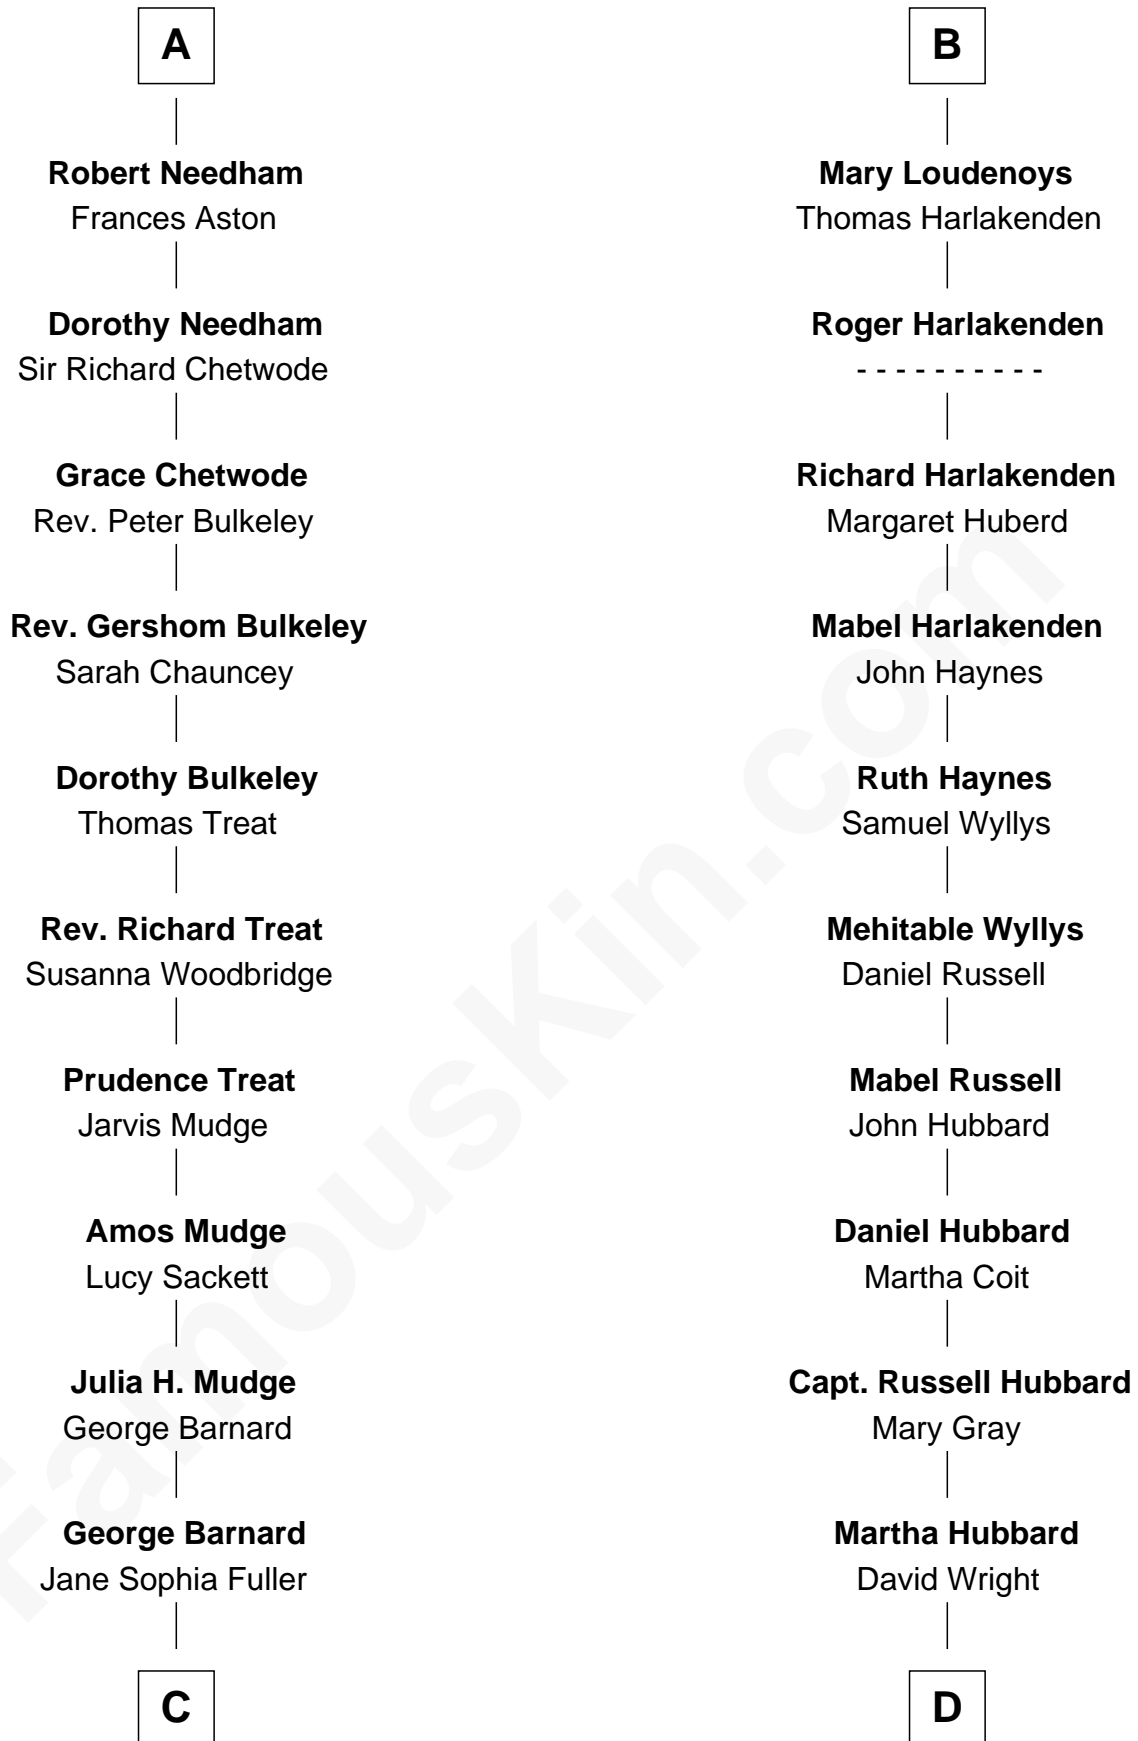 A
Robert Needham
Frances Aston
Dorothy Needham
Sir Richard Chetwode
Grace Chetwode
Rev. Peter Bulkeley
Rev. Gershom Bulkeley
Sarah Chauncey
Dorothy Bulkeley
Thomas Treat
Rev. Richard Treat
Susanna Woodbridge
Prudence Treat
Jarvis Mudge
Amos Mudge
Lucy Sackett
Julia H. Mudge
George Barnard
George Barnard
Jane Sophia Fuller
C
B
Mary Loudenoys
Thomas Harlakenden
Roger Harlakenden
- - - - - - - - - -
Richard Harlakenden
Margaret Huberd
Mabel Harlakenden
John Haynes
Ruth Haynes
Samuel Wyllys
Mehitable Wyllys
Daniel Russell
Mabel Russell
John Hubbard
Daniel Hubbard
Martha Coit
Capt. Russell Hubbard
Mary Gray
Martha Hubbard
David Wright
D
FamousKin.com